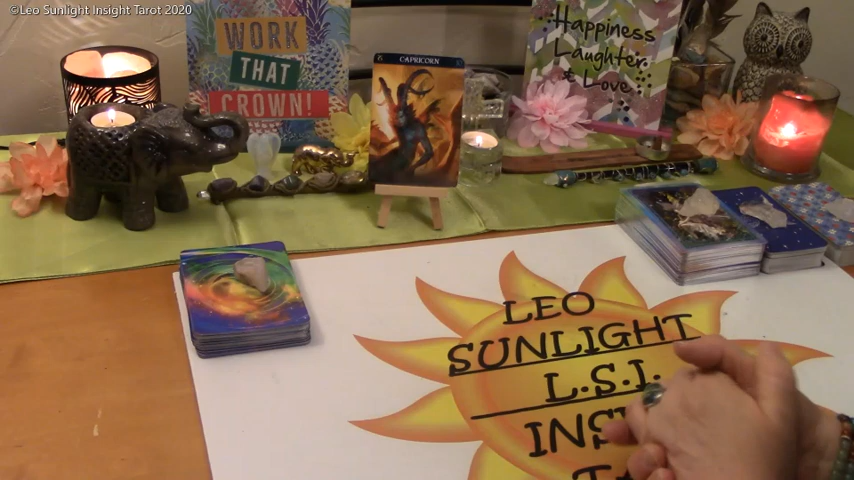 ©Leo Sunlight Insight Tarot 2020
WORK
THAT
CROWN!
CAPRICORN
Happiness
Laughter
& Love
LEO
SUNLIGHT
L.S.I.